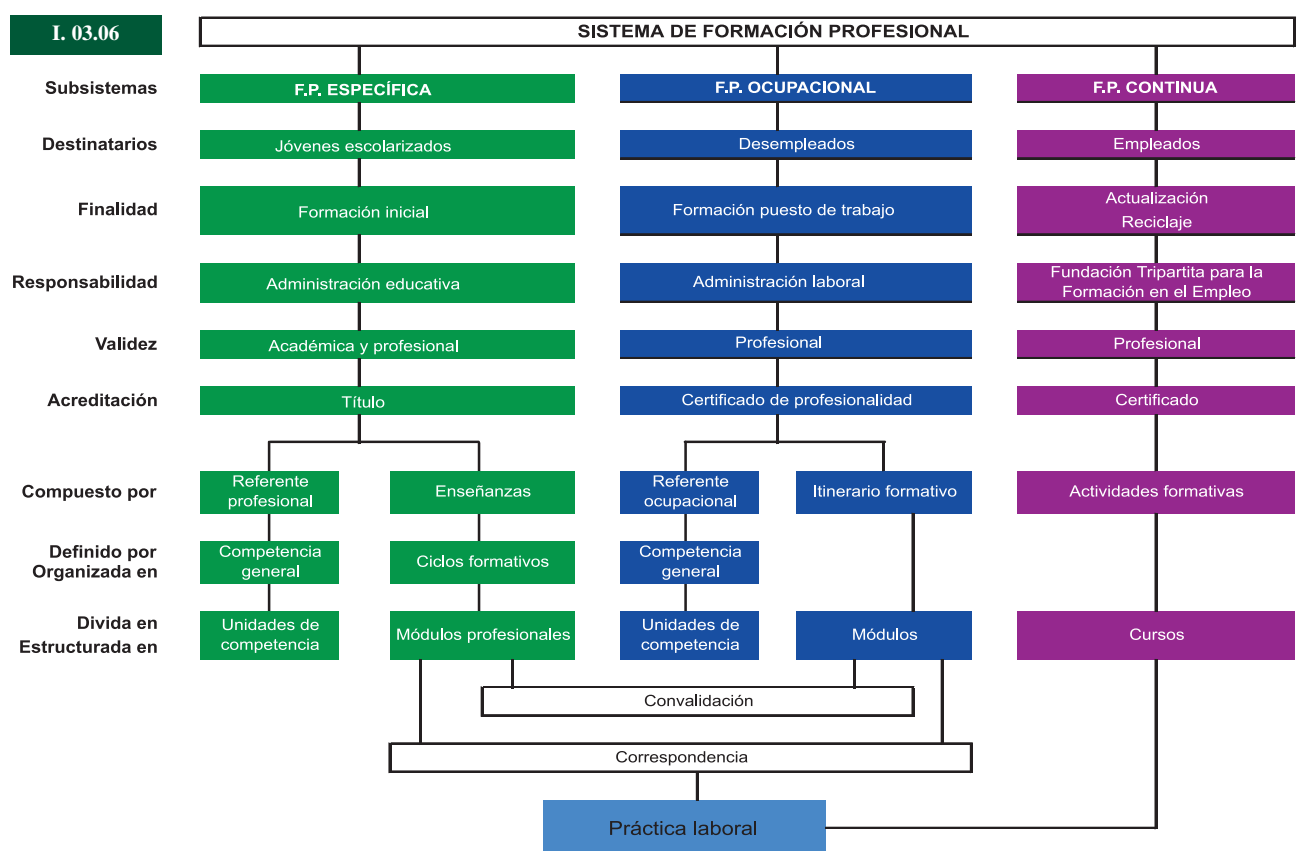 I. 03.06
SISTEMA DE FORMACIÓN PROFESIONAL
Subsistemas
F.P. ESPECÍFICA
F.P. OCUPACIONAL
F.P. CONTINUA
Destinatarios
Jóvenes escolarizados
Desempleados
Empleados
Finalidad
Formación inicial
Formación puesto de trabajo
Actualización
Reciclaje
Responsabilidad
Administración educativa
Administración laboral
Fundación Tripartita para la
Formación en el Empleo
Validez
Académica y profesional
Profesional
Profesional
Acreditación
Título
Certificado de profesionalidad
Certificado
Compuesto por
Referente
profesional
Enseñanzas
Referente
ocupacional
Itinerario formativo
Actividades formativas
Definido por
Organizada en
Competencia
general
Ciclos formativos
Competencia
general
Divida en
Estructurada en
Unidades de
competencia
Módulos profesionales
Unidades de
competencia
Módulos
Cursos
Convalidación
Correspondencia
Práctica laboral